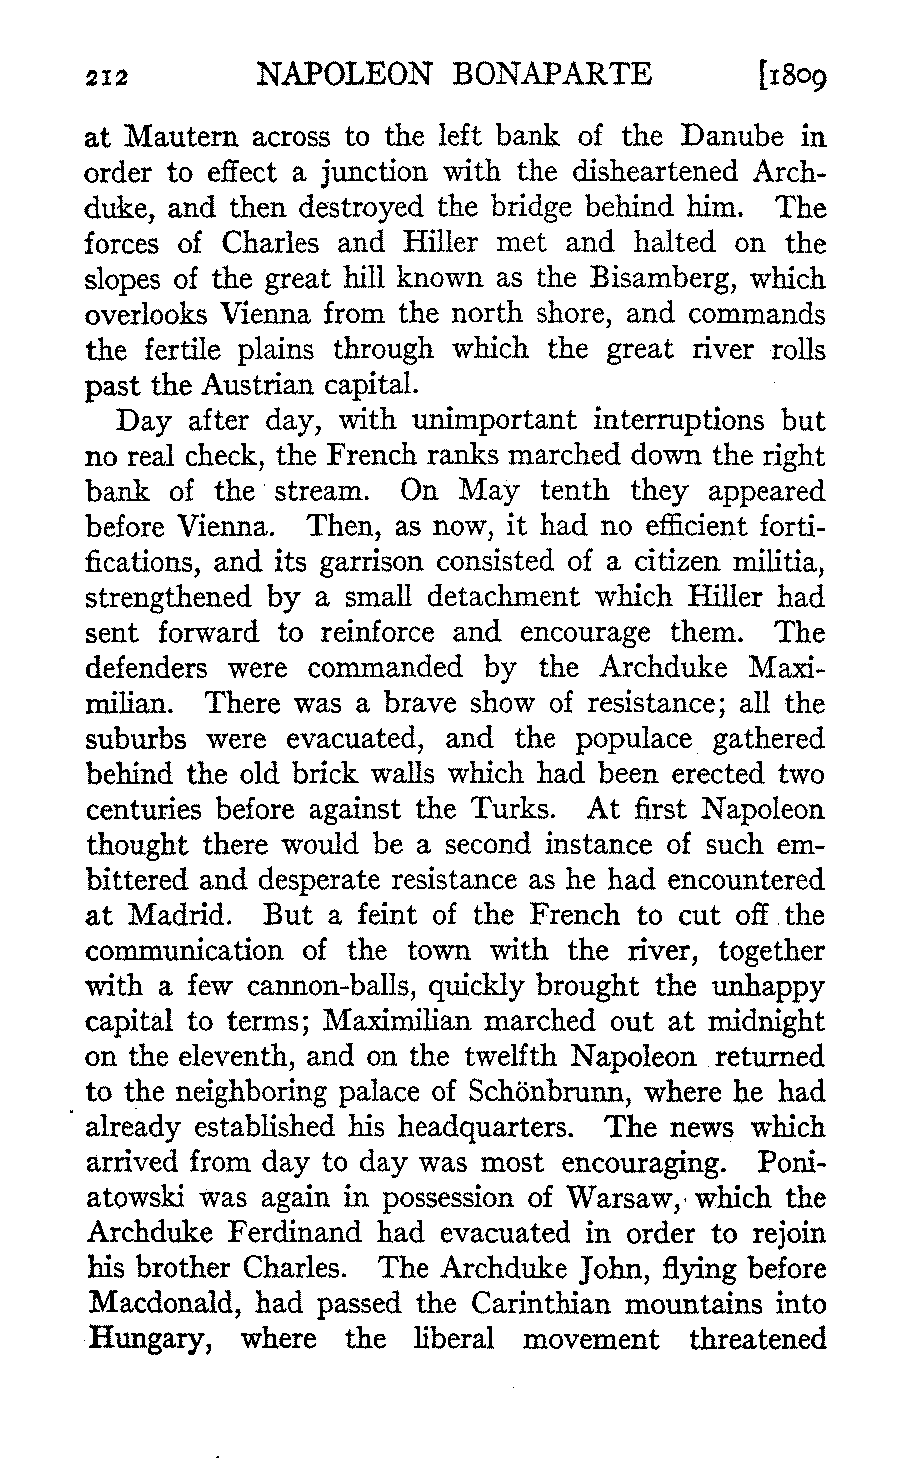 212 NAPOLEON BONAPARTE [1809
at Mautern across to the left bank of the Danube in
order to effect a junction with the disheartened Arch-
duke, and then destroyed the bridge behind him. The
forces of Charles and Hiller met and halted on the
slopes of the great hill known as the Bisamberg, which
overlooks Vienna from the north shore, and commands
the fertile plains through which the great river rolls
past the Austrian capital.
Day after day, with unimportant interruptions but
no real check, the French ranks marched down the right
bank of the stream. On May tenth they appeared
before Vienna. Then, as now, it had no efficient forti-
fications, and its garrison consisted of a citizen militia,
strengthened by a small detachment which Hiller had
sent forward to reinforce and encourage them. The
defenders were commanded by the Archduke Maxi-
milian. There was a brave show of resistance; all the
suburbs were evacuated, and the populace gathered
behind the old brick walls which had been erected two
centuries before against the Turks. At first Napoleon
thought there would be a second instance of such em-
bittered and desperate resistance as he had encountered
at Madrid. But a feint of the French to cut off the
communication of the town with the river, together
with a few cannon-balls, quickly brought the unhappy
capital to terms; Maximilian marched out at midnight
on the eleventh, and on the twelfth Napoleon returned
to the neighboring palace of Schönbrunn, where he had
already established his headquarters. The news which
arrived from day to day was most encouraging. Poni-
atowski was again in possession of Warsaw, which the
Archduke Ferdinand had evacuated in order to rejoin
his brother Charles. The Archduke John, flying before
Macdonald, had passed the Carinthian mountains into
Hungary, where the liberal movement threatened